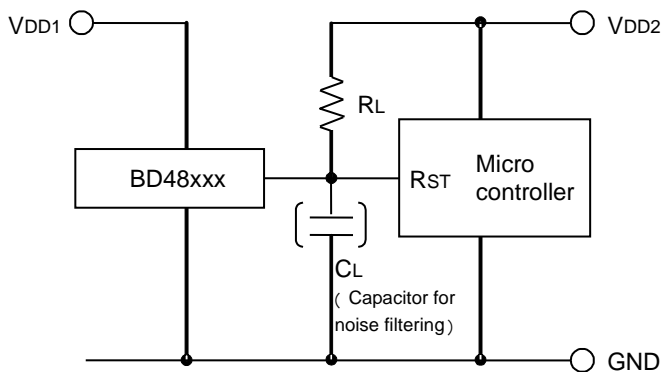 VDD1
VDD2
RL
BD48xxx
RST
Micro
controller
CL
( Capacitor for
noise filtering )
GND